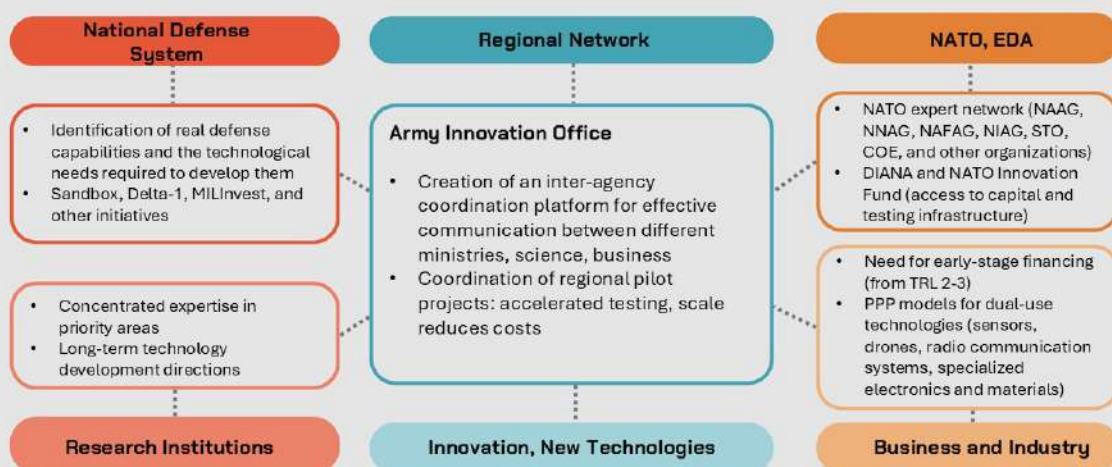 National Defense
System
Regional Network
NATO, EDA
• Identification of real defense
capabilities and the technological
needs required to develop them
• Sandbox, Delta-1, MILInvest, and
other initiatives
Army Innovation Office
• Creation of an inter-agency
coordination platform for effective
communication between different
ministries, science, business
• Coordination of regional pilot
projects: accelerated testing, scale
reduces costs
• NATO expert network (NAAG,
NNAG, NAFAG, NIAG, STO,
COE, and other organizations)
• DIANA and NATO Innovation
Fund (access to capital and
testing infrastructure)
• Concentrated expertise in
priority areas
• Long-term technology
development directions
• Need for early-stage financing
(from TRL 2-3)
• PPP models for dual-use
technologies (sensors,
drones, radio communication
systems, specialized
electronics and materials)
Research Institutions
Innovation, New Technologies
Business and Industry